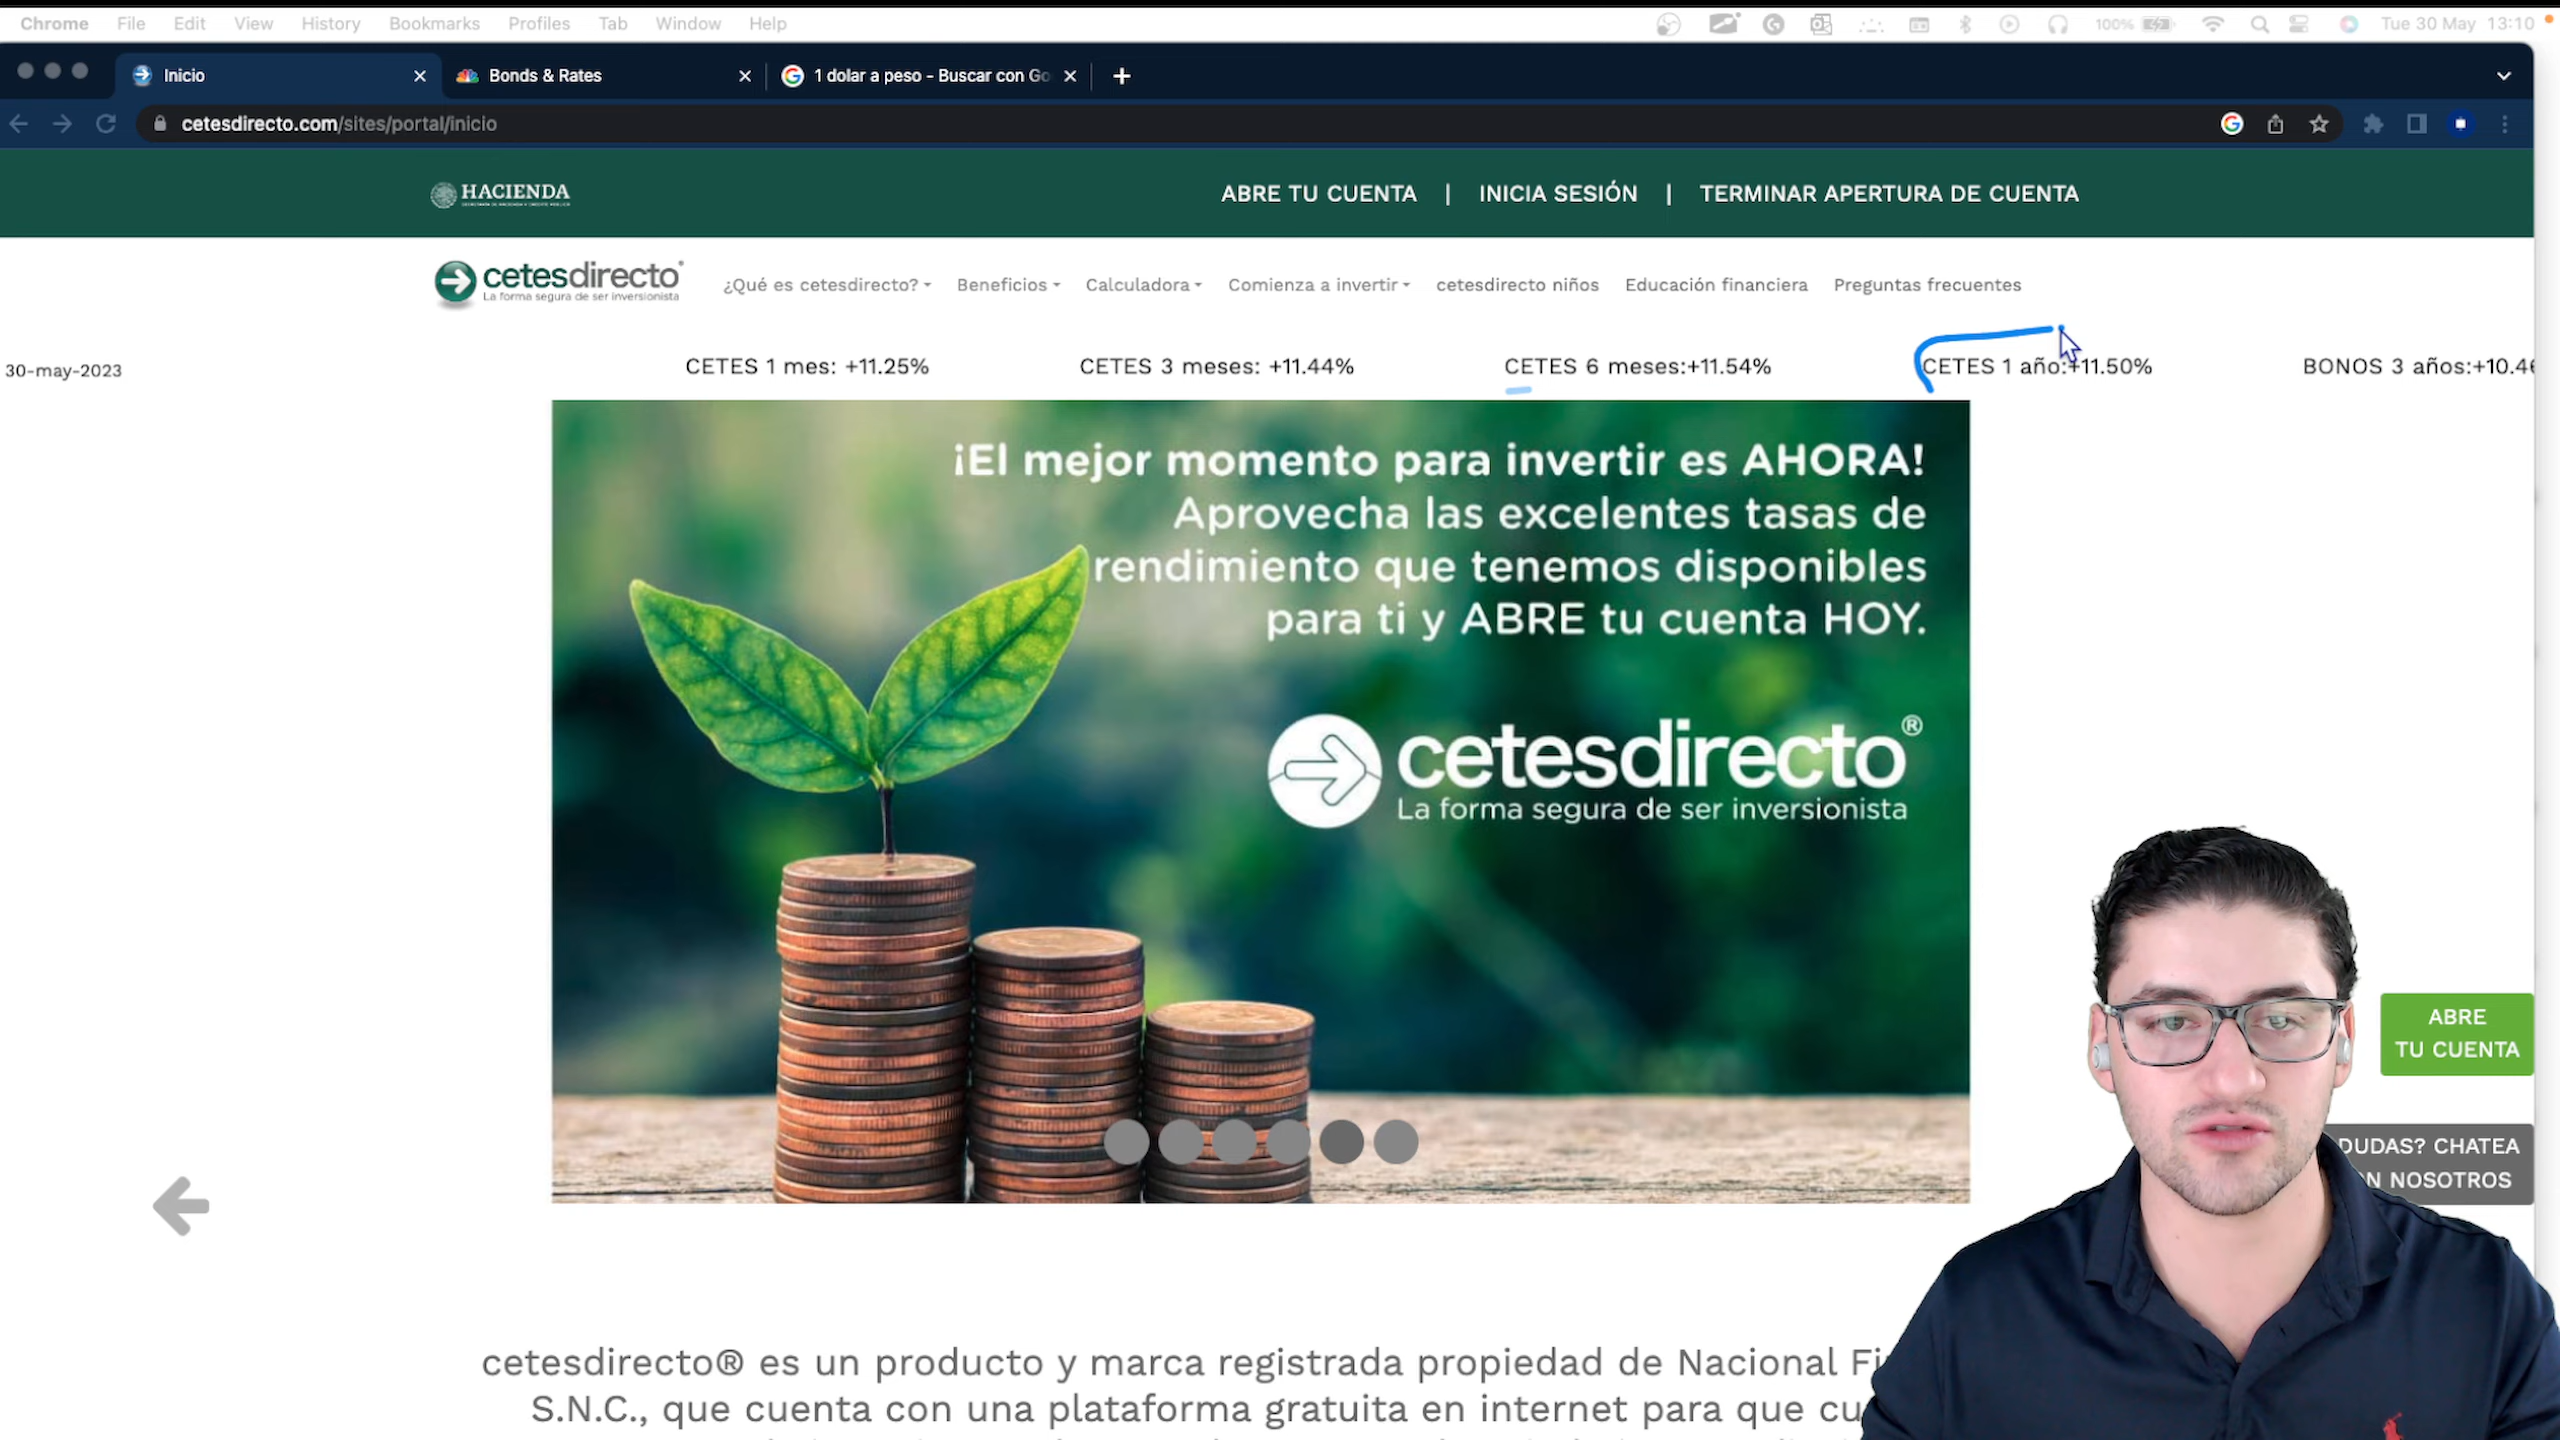 Chrome File Edit View History Bookmarks Profiles Tab Window Help 100% Tue 30 May 13:10
Inicio Bonds & Rates 1 dolar a peso - Buscar con Go
cetesdirecto.com/sites/portal/inicio
HACIENDA ABRE TU CUENTA | INICIA SESIÓN | TERMINAR APERTURA DE CUENTA
cetesdirecto
La forma segura de ser inversionista
¿Qué es cetesdirecto? Beneficios Calculadora Comienza a invertir cetesdirecto niños Educación financiera Preguntas frecuentes
30-may-2023 CETES 1 mes: +11.25% CETES 3 meses: +11.44% CETES 6 meses:+11.54% CETES 1 año:+11.50% BONOS 3 años:+10.46
¡El mejor momento para invertir es AHORA!
Aprovecha las excelentes tasas de
rendimiento que tenemos disponibles
para ti y ABRE tu cuenta HOY.
cetesdirecto®
La forma segura de ser inversionista
ABRE
TU CUENTA
DUDAS? CHATEA
N NOSOTROS
cetesdirecto® es un producto y marca registrada propiedad de Nacional Fi
S.N.C., que cuenta con una plataforma gratuita en internet para que cu